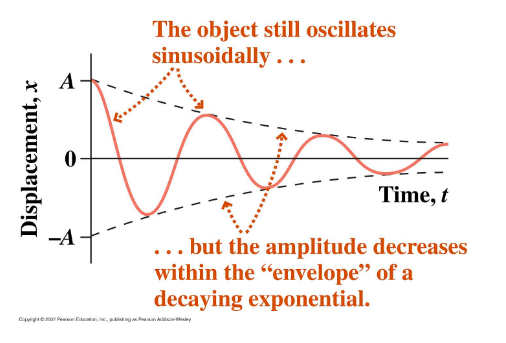 The object still oscillates
sinusoidally . . .
A
Displacement, x
0
Time, t
–A
. . . but the amplitude decreases
within the “envelope” of a
decaying exponential.
Copyright © 2007 Pearson Education, Inc., publishing as Pearson Addison-Wesley